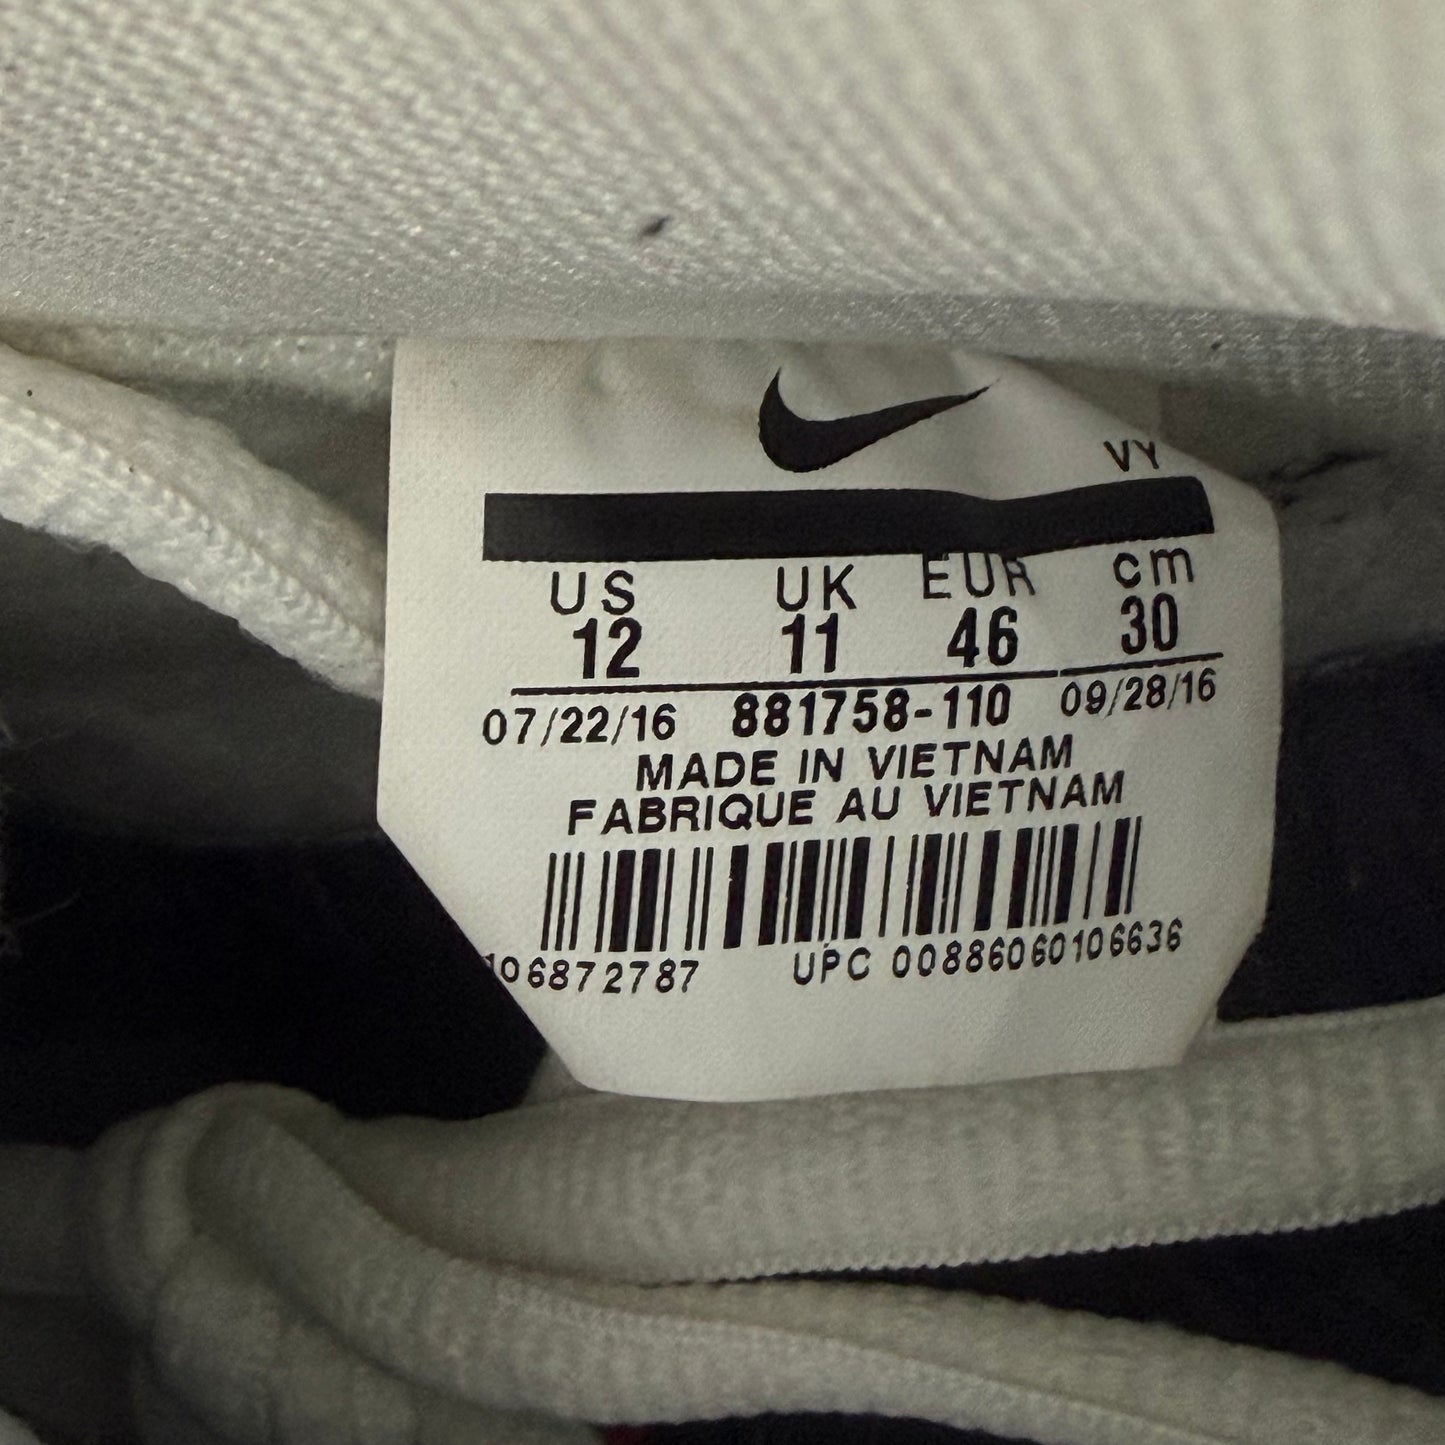 VY
US UK EUR cm
12 11 46 30
07/22/16 881758-110 09/28/16
MADE IN VIETNAM
FABRIQUE AU VIETNAM
106872787 UPC 00886060106636